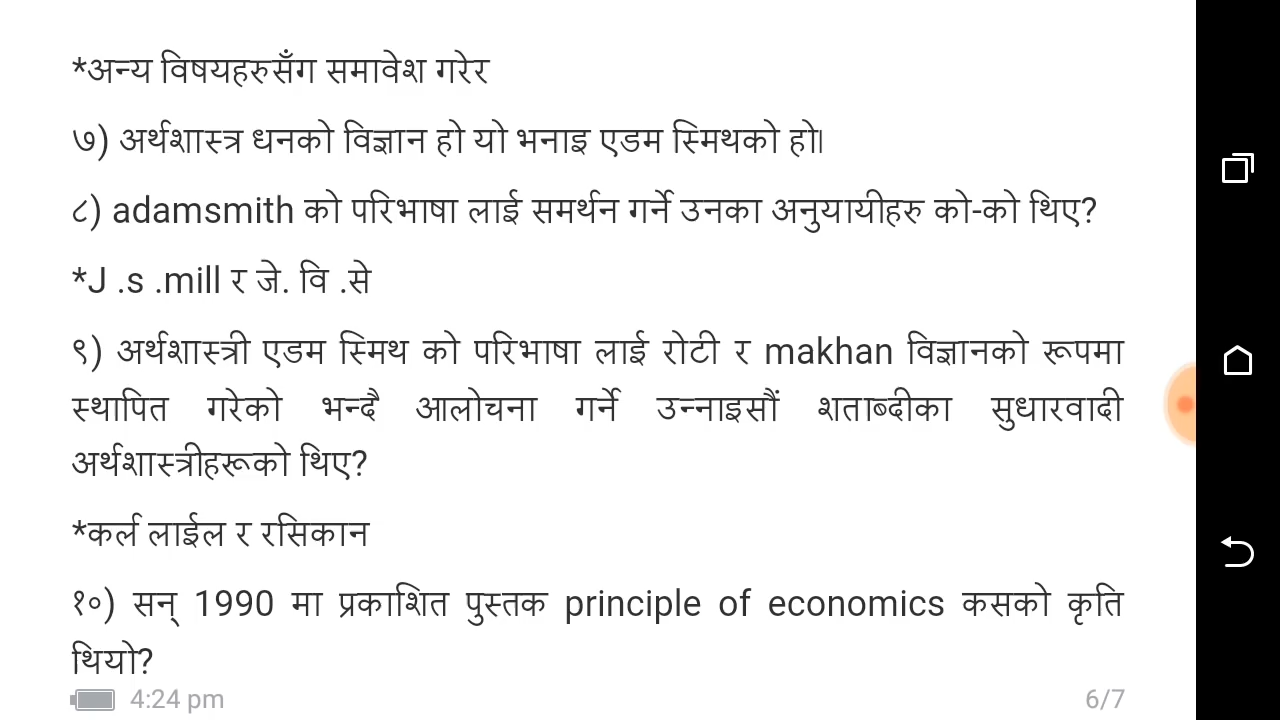 *अन्य विषयहरुसँग समावेश गरेर
७) अर्थशास्त्र धनको विज्ञान हो यो भनाइ एडम स्मिथको हो।
८) adamsmith को परिभाषा लाई समर्थन गर्ने उनका अनुयायीहरु को-को थिए?
*J .s .mill र जे. वि .से
९) अर्थशास्त्री एडम स्मिथ को परिभाषा लाई रोटी र makhan विज्ञानको रूपमा
स्थापित गरेको भन्दै आलोचना गर्ने उन्नाइसौं शताब्दीका सुधारवादी
अर्थशास्त्रीहरूको थिए?
*कर्ल लाईल र रसिकान
१०) सन् 1990 मा प्रकाशित पुस्तक principle of economics कसको कृति
थियो?
4:24 pm 6/7